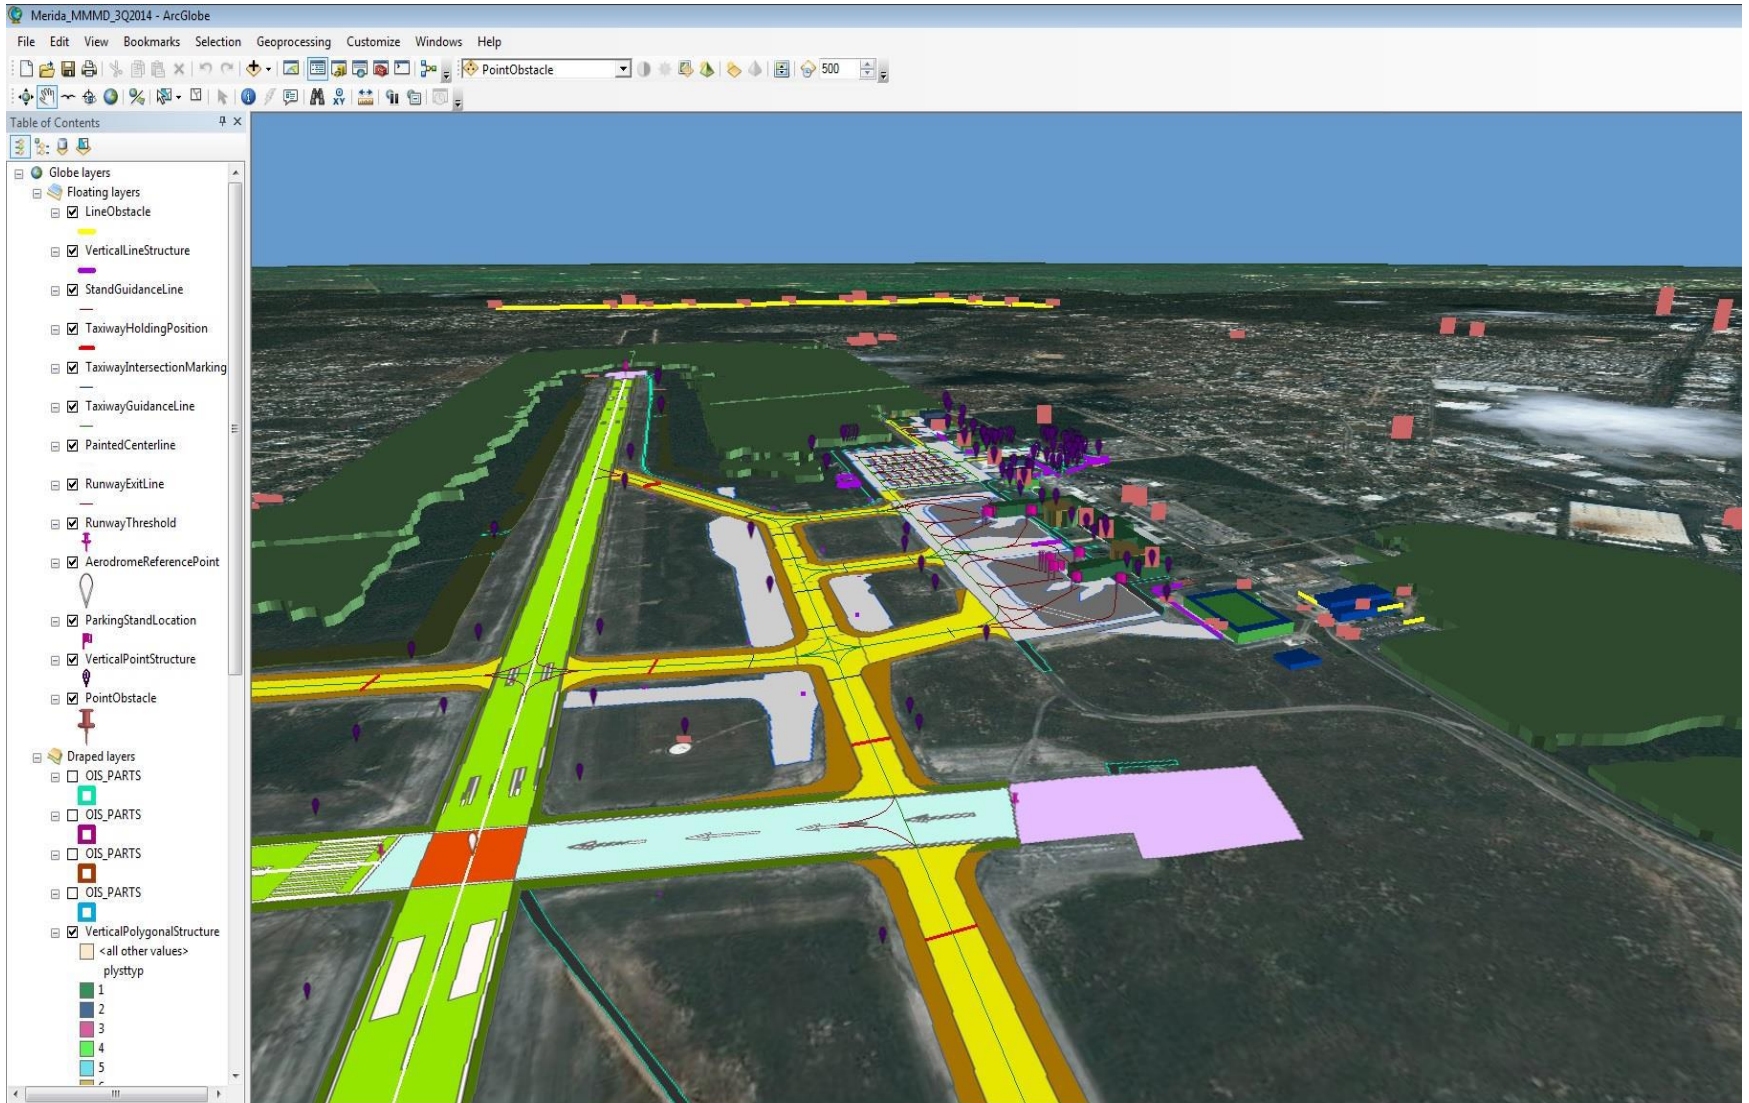 Merida_MMMD_3Q2014 - ArcGlobe
File Edit View Bookmarks Selection Geoprocessing Customize Windows Help
PointObstacle 500
Table of Contents
Globe layers
Floating layers
LineObstacle
VerticalLineStructure
StandGuidanceLine
TaxiwayHoldingPosition
TaxiwayIntersectionMarking
TaxiwayGuidanceLine
PaintedCenterline
RunwayExitLine
RunwayThreshold
AerodromeReferencePoint
ParkingStandLocation
VerticalPointStructure
PointObstacle
Draped layers
OIS_PARTS
OIS_PARTS
OIS_PARTS
OIS_PARTS
VerticalPolygonalStructure
<all other values>
plysttyp
1
2
3
4
5